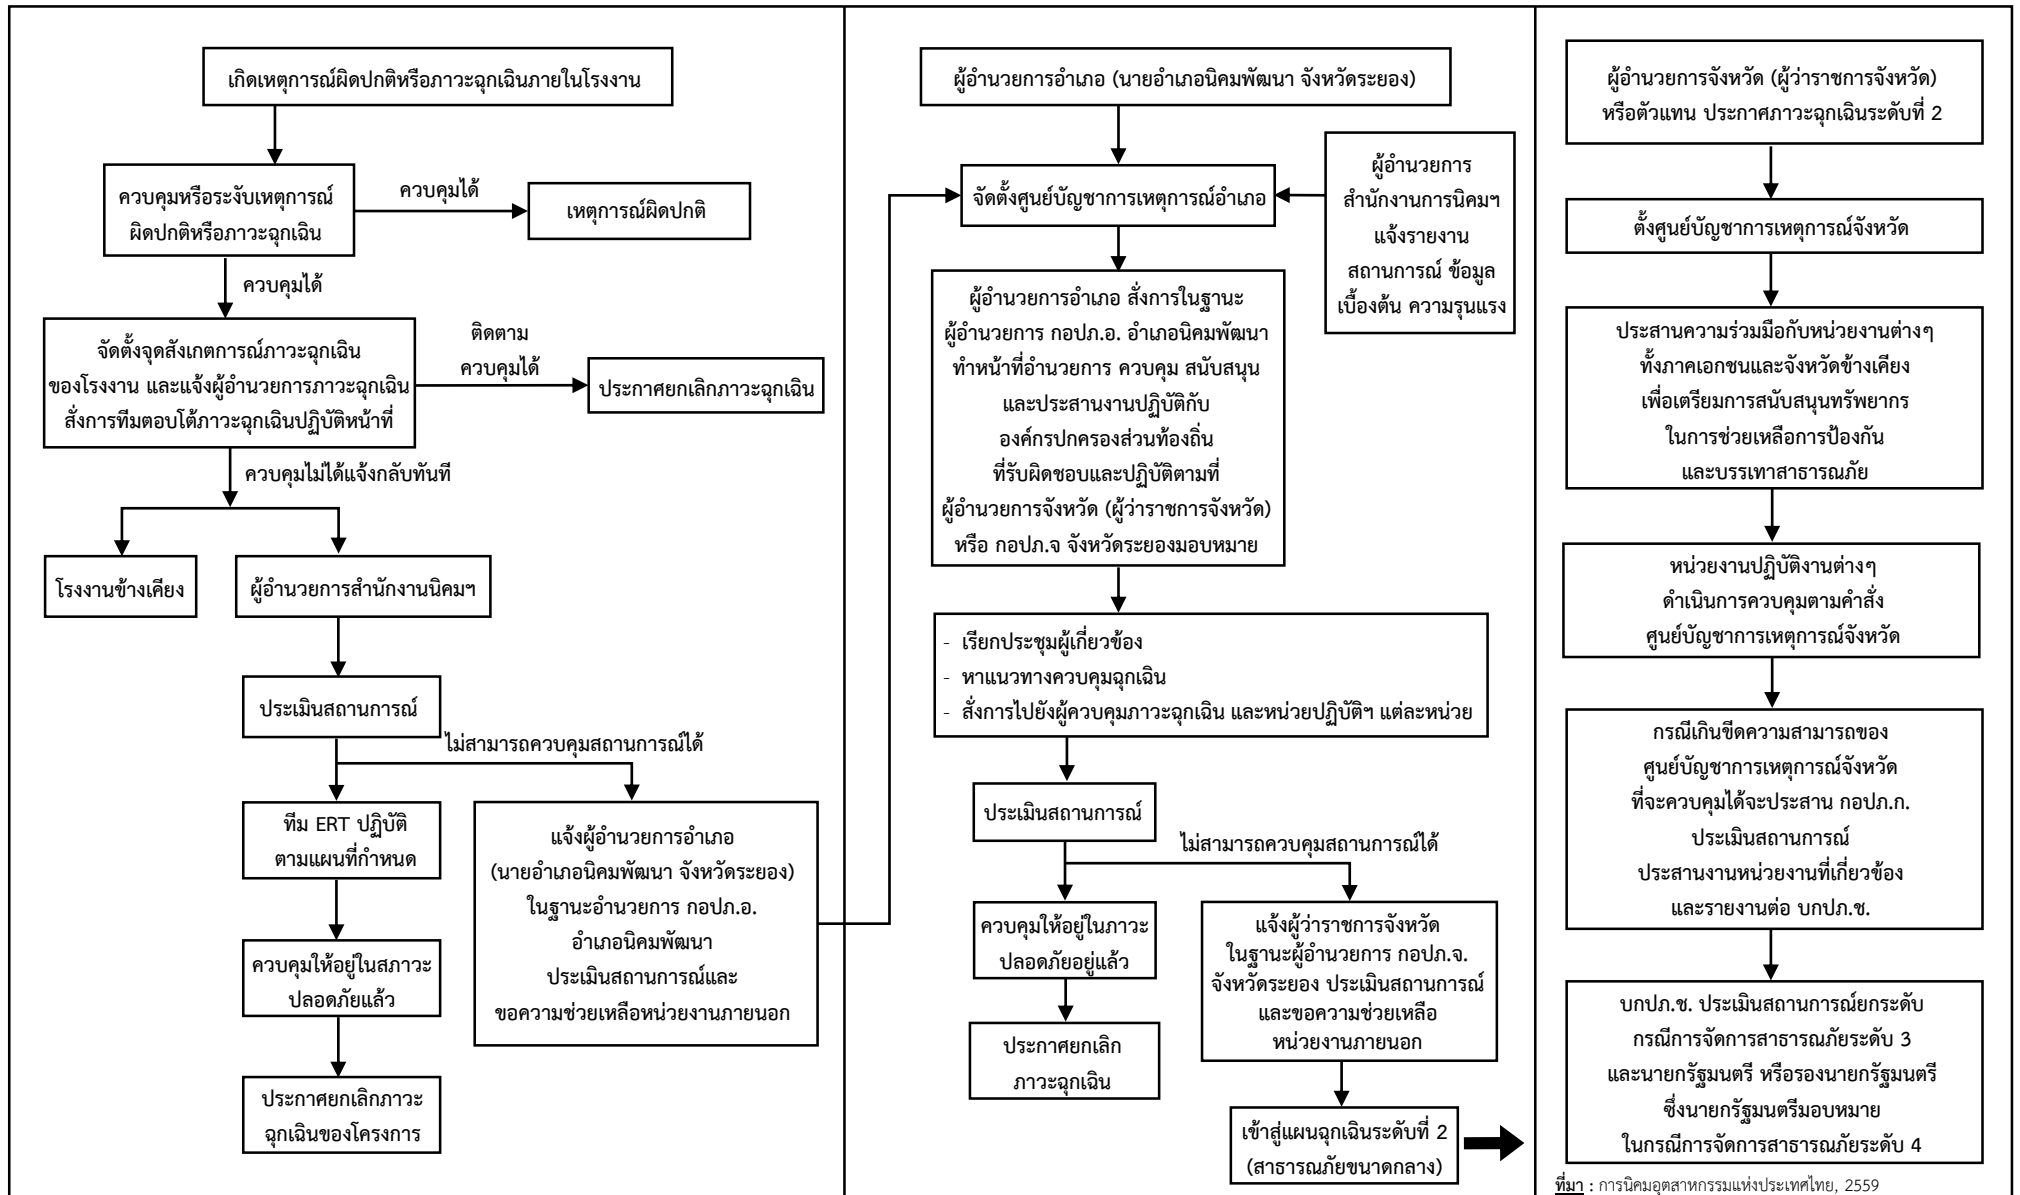 เกิดเหตุการณ์ผิดปกติหรือภาวะฉุกเฉินภายในโรงงาน
ควบคุมหรือระงับเหตุการณ์
ผิดปกติหรือภาวะฉุกเฉิน
ควบคุมได้
เหตุการณ์ผิดปกติ
ควบคุมได้
จัดตั้งจุดสังเกตการณ์ภาวะฉุกเฉิน
ของโรงงาน และแจ้งผู้อำนวยการภาวะฉุกเฉิน
สั่งการทีมตอบโต้ภาวะฉุกเฉินปฏิบัติหน้าที่
ติดตาม
ควบคุมได้
ประกาศยกเลิกภาวะฉุกเฉิน
ควบคุมไม่ได้แจ้งกลับทันที
โรงงานข้างเคียง
ผู้อำนวยการสำนักงานนิคมฯ
ประเมินสถานการณ์
ไม่สามารถควบคุมสถานการณ์ได้
ทีม ERT ปฏิบัติ
ตามแผนที่กำหนด
ควบคุมให้อยู่ในสภาวะ
ปลอดภัยแล้ว
ประกาศยกเลิกภาวะ
ฉุกเฉินของโครงการ
แจ้งผู้อำนวยการอำเภอ
(นายอำเภอนิคมพัฒนา จังหวัดระยอง)
ในฐานะอำนวยการ กอปภ.อ.
อำเภอนิคมพัฒนา
ประเมินสถานการณ์และ
ขอความช่วยเหลือหน่วยงานภายนอก
ผู้อำนวยการอำเภอ (นายอำเภอนิคมพัฒนา จังหวัดระยอง)
จัดตั้งศูนย์บัญชาการเหตุการณ์อำเภอ
ผู้อำนวยการ
สำนักงานการนิคมฯ
แจ้งรายงาน
สถานการณ์ ข้อมูล
เบื้องต้น ความรุนแรง
ผู้อำนวยการอำเภอ สั่งการในฐานะ
ผู้อำนวยการ กอปภ.อ. อำเภอนิคมพัฒนา
ทำหน้าที่อำนวยการ ควบคุม สนับสนุน
และประสานงานปฏิบัติกับ
องค์กรปกครองส่วนท้องถิ่น
ที่รับผิดชอบและปฏิบัติตามที่
ผู้อำนวยการจังหวัด (ผู้ว่าราชการจังหวัด)
หรือ กอปภ.จ จังหวัดระยองมอบหมาย
- เรียกประชุมผู้เกี่ยวข้อง
- หาแนวทางควบคุมฉุกเฉิน
- สั่งการไปยังผู้ควบคุมภาวะฉุกเฉิน และหน่วยปฏิบัติฯ แต่ละหน่วย
ประเมินสถานการณ์
ไม่สามารถควบคุมสถานการณ์ได้
ควบคุมให้อยู่ในภาวะ
ปลอดภัยอยู่แล้ว
ประกาศยกเลิก
ภาวะฉุกเฉิน
แจ้งผู้ว่าราชการจังหวัด
ในฐานะผู้อำนวยการ กอปภ.จ.
จังหวัดระยอง ประเมินสถานการณ์
และขอความช่วยเหลือ
หน่วยงานภายนอก
เข้าสู่แผนฉุกเฉินระดับที่ 2
(สาธารณภัยขนาดกลาง)
ผู้อำนวยการจังหวัด (ผู้ว่าราชการจังหวัด)
หรือตัวแทน ประกาศภาวะฉุกเฉินระดับที่ 2
ตั้งศูนย์บัญชาการเหตุการณ์จังหวัด
ประสานความร่วมมือกับหน่วยงานต่างๆ
ทั้งภาคเอกชนและจังหวัดข้างเคียง
เพื่อเตรียมการสนับสนุนทรัพยากร
ในการช่วยเหลือการป้องกัน
และบรรเทาสาธารณภัย
หน่วยงานปฏิบัติงานต่างๆ
ดำเนินการควบคุมตามคำสั่ง
ศูนย์บัญชาการเหตุการณ์จังหวัด
กรณีเกินขีดความสามารถของ
ศูนย์บัญชาการเหตุการณ์จังหวัด
ที่จะควบคุมได้จะประสาน กอปภ.ก.
ประเมินสถานการณ์
ประสานงานหน่วยงานที่เกี่ยวข้อง
และรายงานต่อ บกปภ.ช.
บกปภ.ช. ประเมินสถานการณ์ยกระดับ
กรณีการจัดการสาธารณภัยระดับ 3
และนายกรัฐมนตรี หรือรองนายกรัฐมนตรี
ซึ่งนายกรัฐมนตรีมอบหมาย
ในกรณีการจัดการสาธารณภัยระดับ 4
ที่มา : การนิคมอุตสาหกรรมแห่งประเทศไทย, 2559